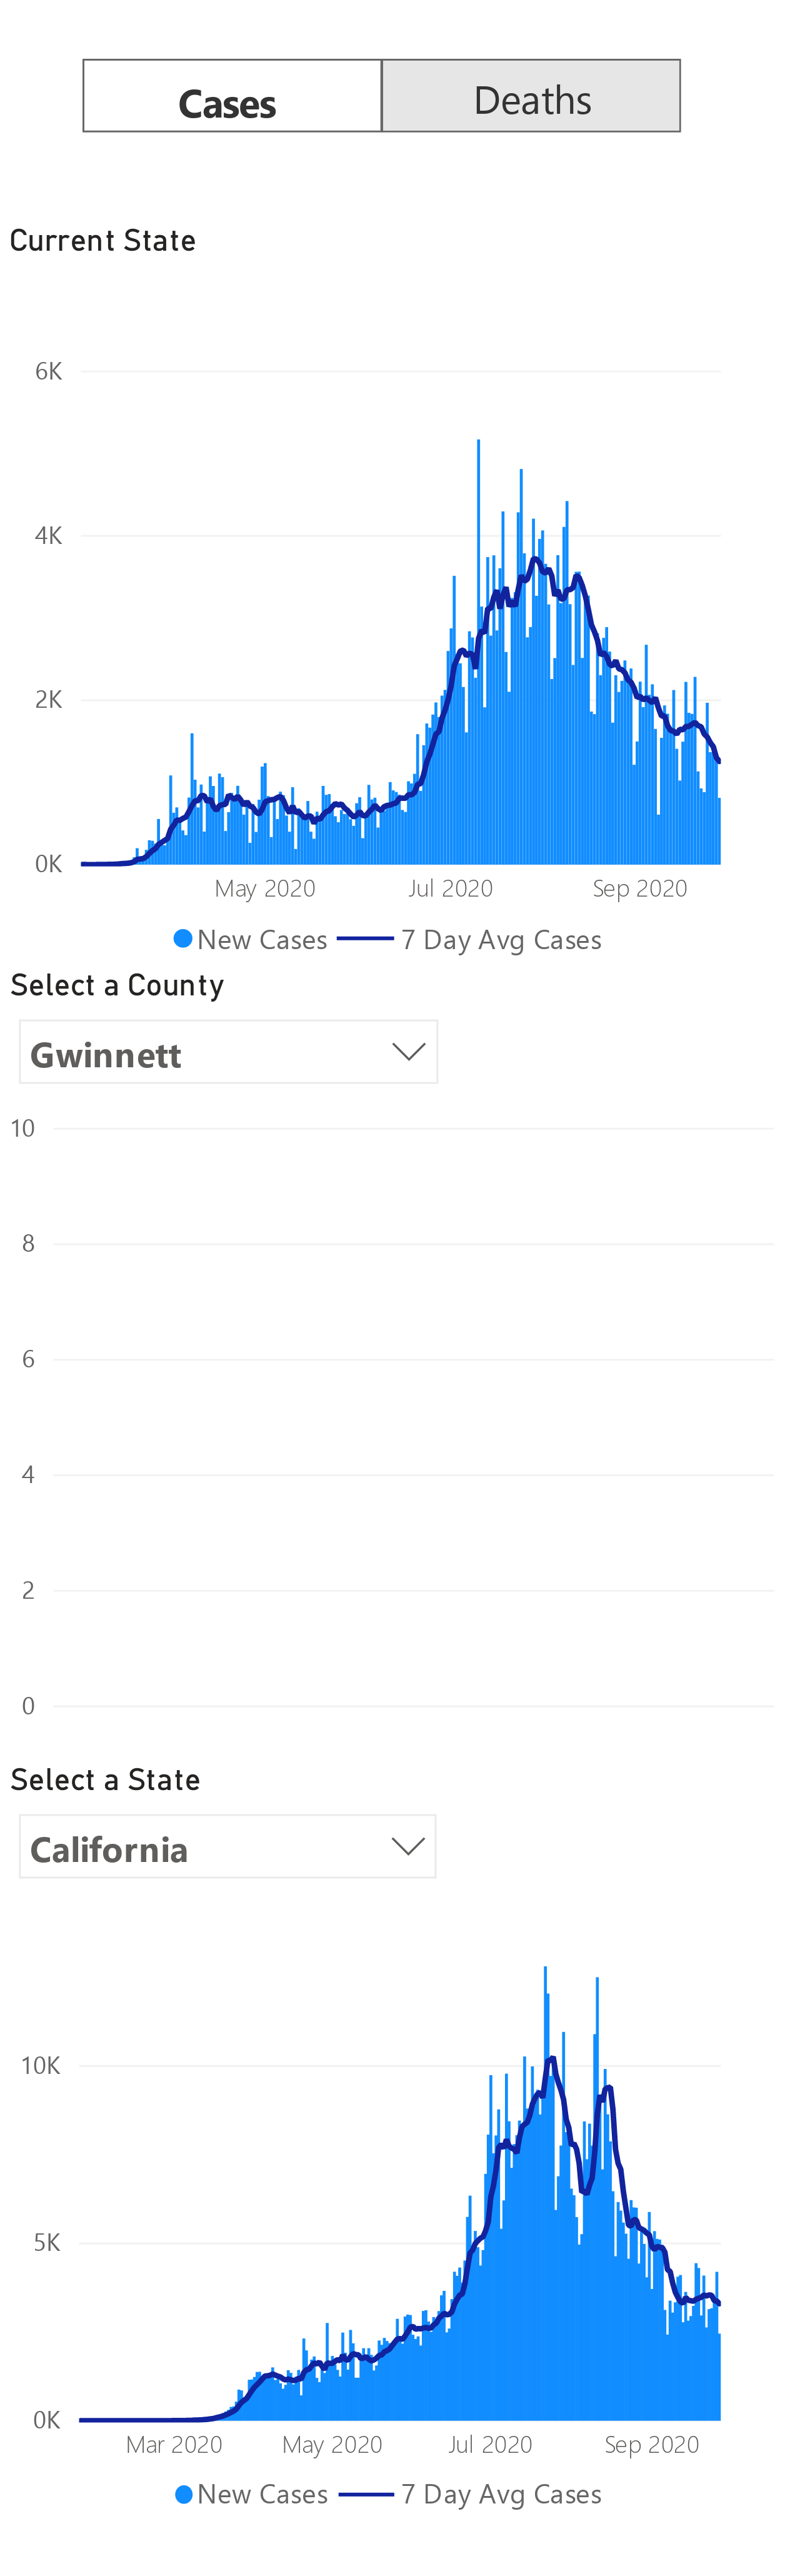 Cases Deaths
Current State
6K
4K
2K
0K
May 2020 Jul 2020 Sep 2020
New Cases 7 Day Avg Cases
Select a County
Gwinnett
10
8
6
4
2
0
Select a State
California
10K
5K
0K
Mar 2020 May 2020 Jul 2020 Sep 2020
New Cases 7 Day Avg Cases